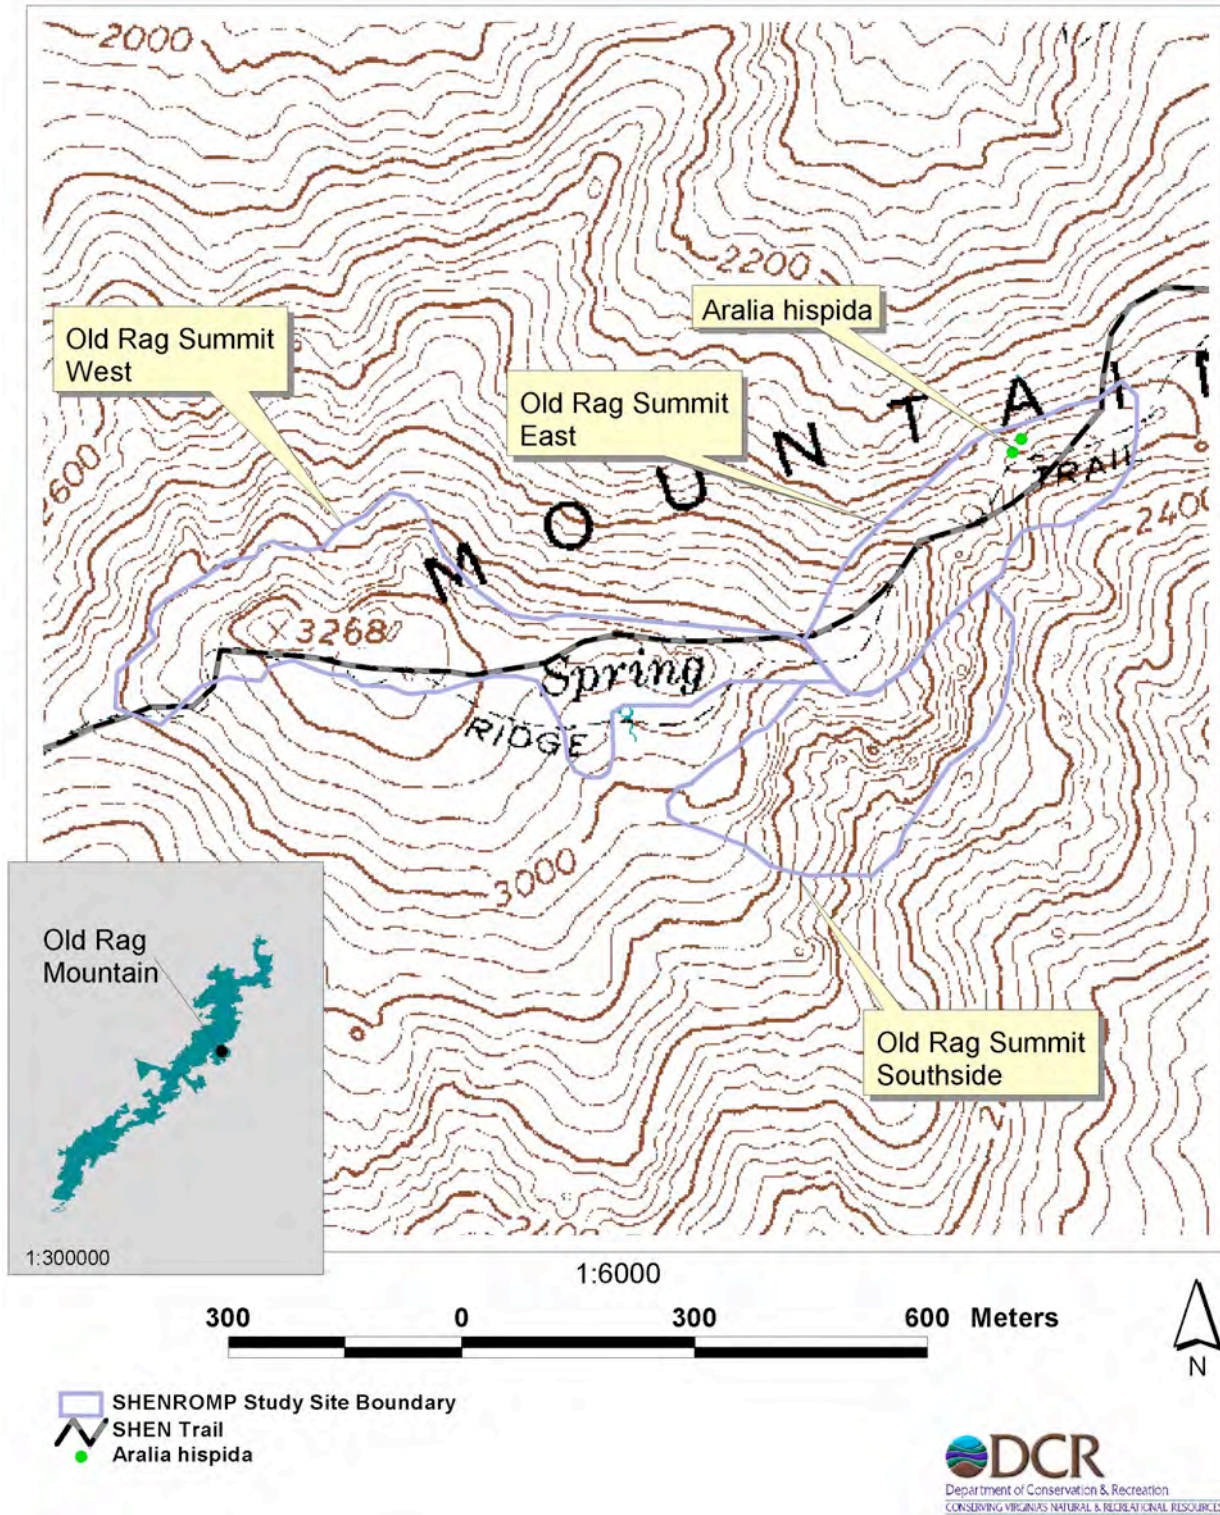 2000
2200
Aralia hispida
Old Rag Summit
West
Old Rag Summit
East
MOUNTAI
TRAIL
2400
3268
Spring
RIDGE
3000
Old Rag
Mountain
Old Rag Summit
Southside
1:300000
1:6000
300 0 300 600 Meters
N
SHENROMP Study Site Boundary
SHEN Trail
Aralia hispida
DCR
Department of Conservation & Recreation
CONSERVING VIRGINIA'S NATURAL & RECREATIONAL RESOURCES